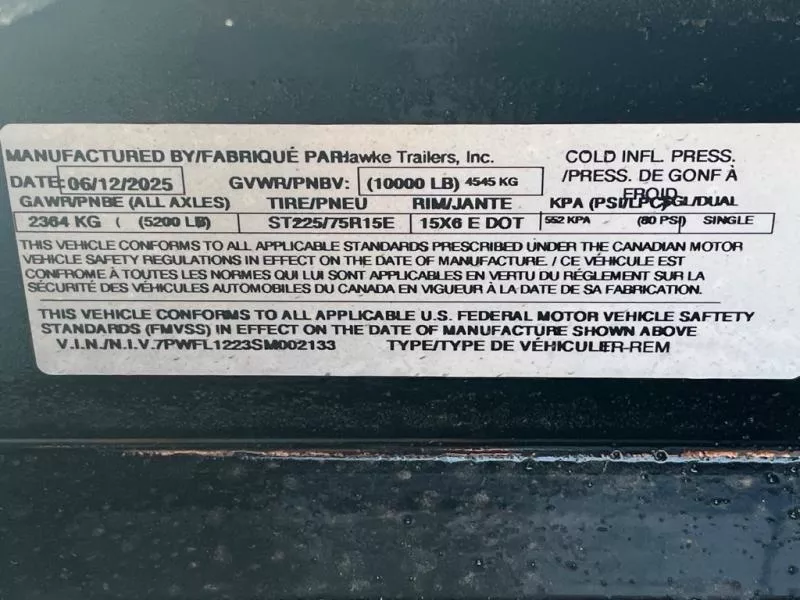 MANUFACTURED BY/FABRIQUÉ PAR Hawke Trailers, Inc.
COLD INFL. PRESS.
/PRESS. DE GONF À
FROID
DATE: 06/12/2025 GVWR/PNBV: (10000 LB) 4545 KG
GAWR/PNBE (ALL AXLES) TIRE/PNEU RIM/JANTE KPA (PSI/LPC) SGL/DUAL
2364 KG ( (5200 LB) ST225/75R15E 15X6 E DOT 552 KPA (80 PSI) SINGLE
THIS VEHICLE CONFORMS TO ALL APPLICABLE STANDARDS PRESCRIBED UNDER THE CANADIAN MOTOR
VEHICLE SAFETY REGULATIONS IN EFFECT ON THE DATE OF MANUFACTURE. / CE VÉHICULE EST
CONFROME À TOUTES LES NORMES QUI LUI SONT APPLICABLES EN VERTU DU RÉGLEMENT SUR LA
SÉCURITÉ DES VÉHICULES AUTOMOBILES DU CANADA EN VIGUEUR À LA DATE DE SA FABRICATION.
THIS VEHICLE CONFORMS TO ALL APPLICABLE U.S. FEDERAL MOTOR VEHICLE SAFETY
STANDARDS (FMVSS) IN EFFECT ON THE DATE OF MANUFACTURE SHOWN ABOVE
V.I.N./N.I.V. 7PWFL1223SM002133 TYPE/TYPE DE VÉHICULE